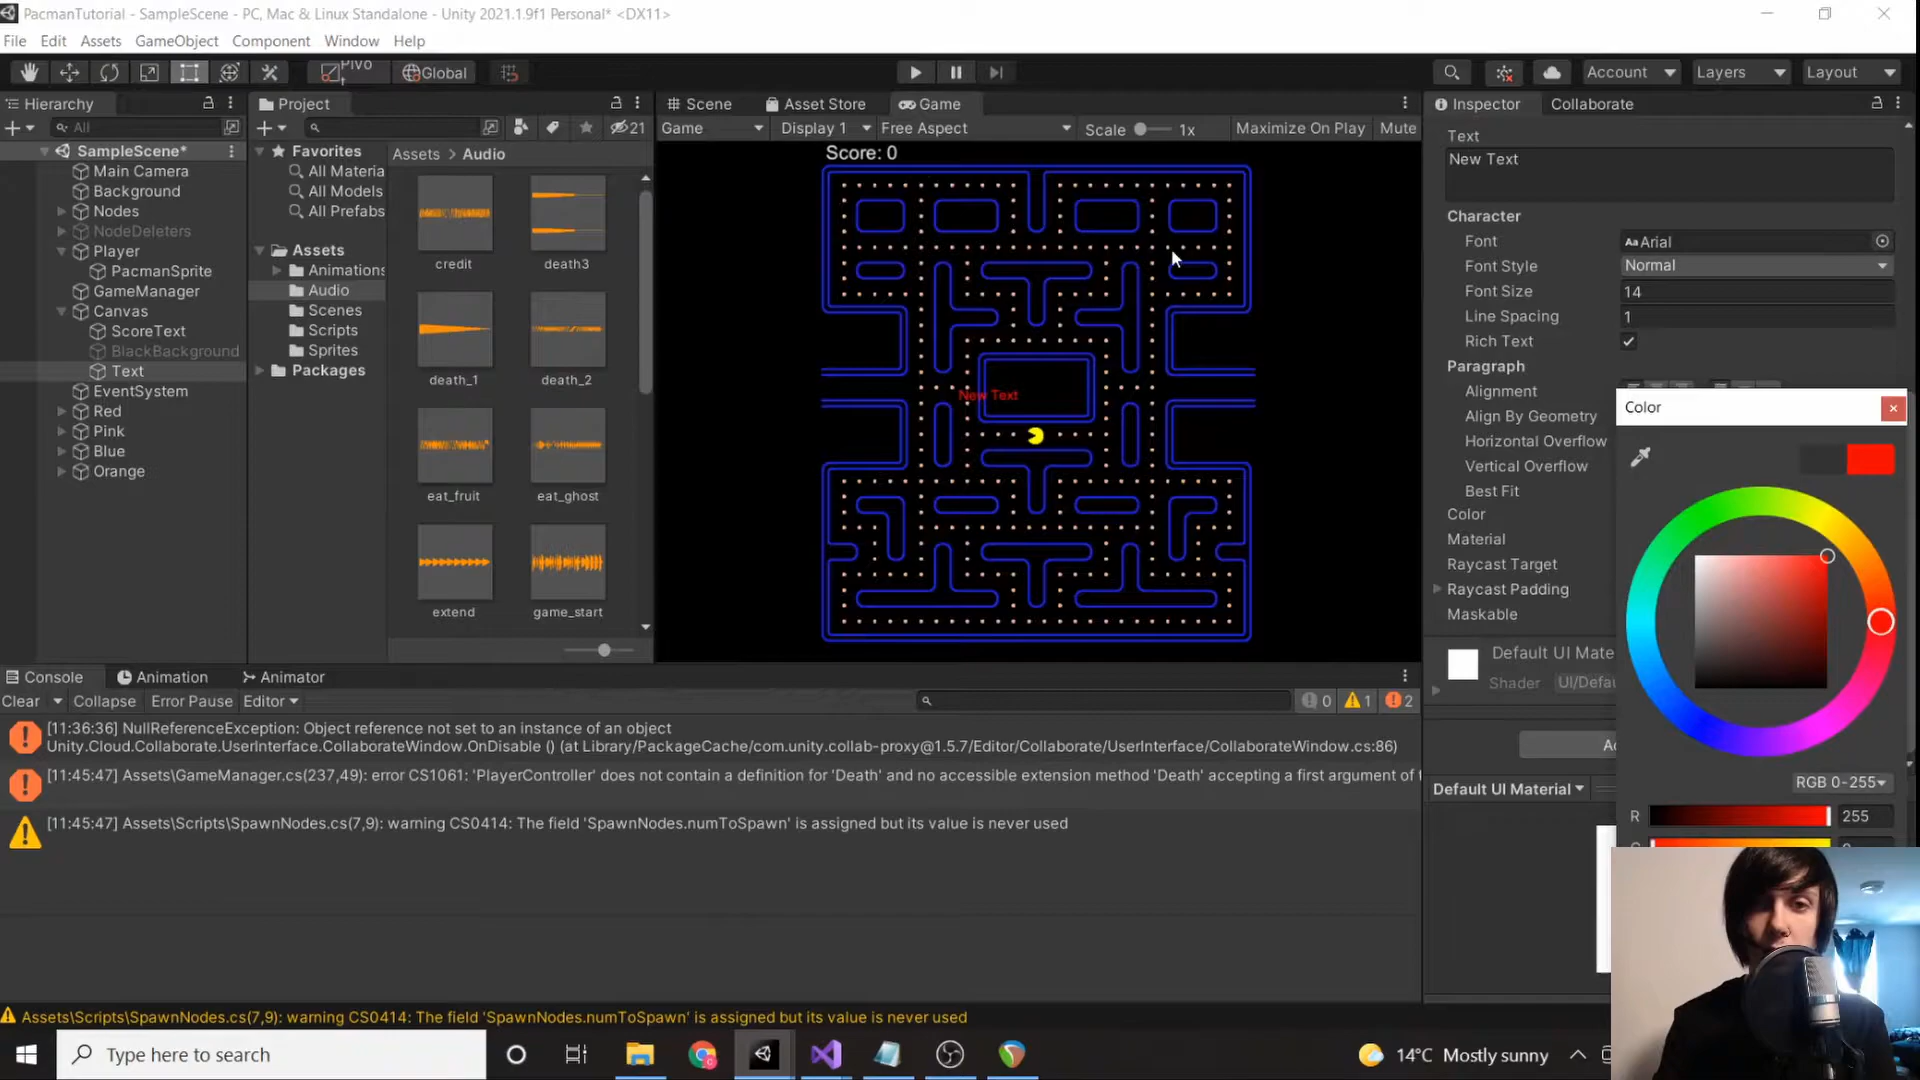 PacmanTutorial - SampleScene - PC, Mac & Linux Standalone - Unity 2021.1.9f1 Personal* <DX11>
File Edit Assets GameObject Component Window Help
Global
Account
Layers
Layout
Hierarchy
All
SampleScene*
Main Camera
Background
Nodes
NodeDeleters
Player
PacmanSprite
GameManager
Canvas
ScoreText
BlackBackground
Text
EventSystem
Red
Pink
Blue
Orange
Project
21
Favorites
All Materia
All Models
All Prefabs
Assets
Animations
Audio
Scenes
Scripts
Sprites
Packages
Assets > Audio
credit
death3
death_1
death_2
eat_fruit
eat_ghost
extend
game_start
Scene
Asset Store
Game
Game
Display 1
Free Aspect
Scale
1x
Maximize On Play
Mute
Score: 0
New Text
Inspector
Collaborate
Text
New Text
Character
Font
Arial
Font Style
Normal
Font Size
14
Line Spacing
1
Rich Text
Paragraph
Alignment
Align By Geometry
Horizontal Overflow
Vertical Overflow
Best Fit
Color
Material
Raycast Target
Raycast Padding
Maskable
Default UI Mate
Shader
UI/Defau
Default UI Material
Color
RGB 0-255
R
255
Console
Animation
Animator
Clear
Collapse
Error Pause
Editor
0
1
2
[11:36:36] NullReferenceException: Object reference not set to an instance of an object
Unity.Cloud.Collaborate.UserInterface.CollaborateWindow.OnDisable () (at Library/PackageCache/com.unity.collab-proxy@1.5.7/Editor/Collaborate/UserInterface/CollaborateWindow.cs:86)
[11:45:47] Assets\GameManager.cs(237,49): error CS1061: 'PlayerController' does not contain a definition for 'Death' and no accessible extension method 'Death' accepting a first argument of
[11:45:47] Assets\Scripts\SpawnNodes.cs(7,9): warning CS0414: The field 'SpawnNodes.numToSpawn' is assigned but its value is never used
Assets\Scripts\SpawnNodes.cs(7,9): warning CS0414: The field 'SpawnNodes.numToSpawn' is assigned but its value is never used
Type here to search
14°C Mostly sunny